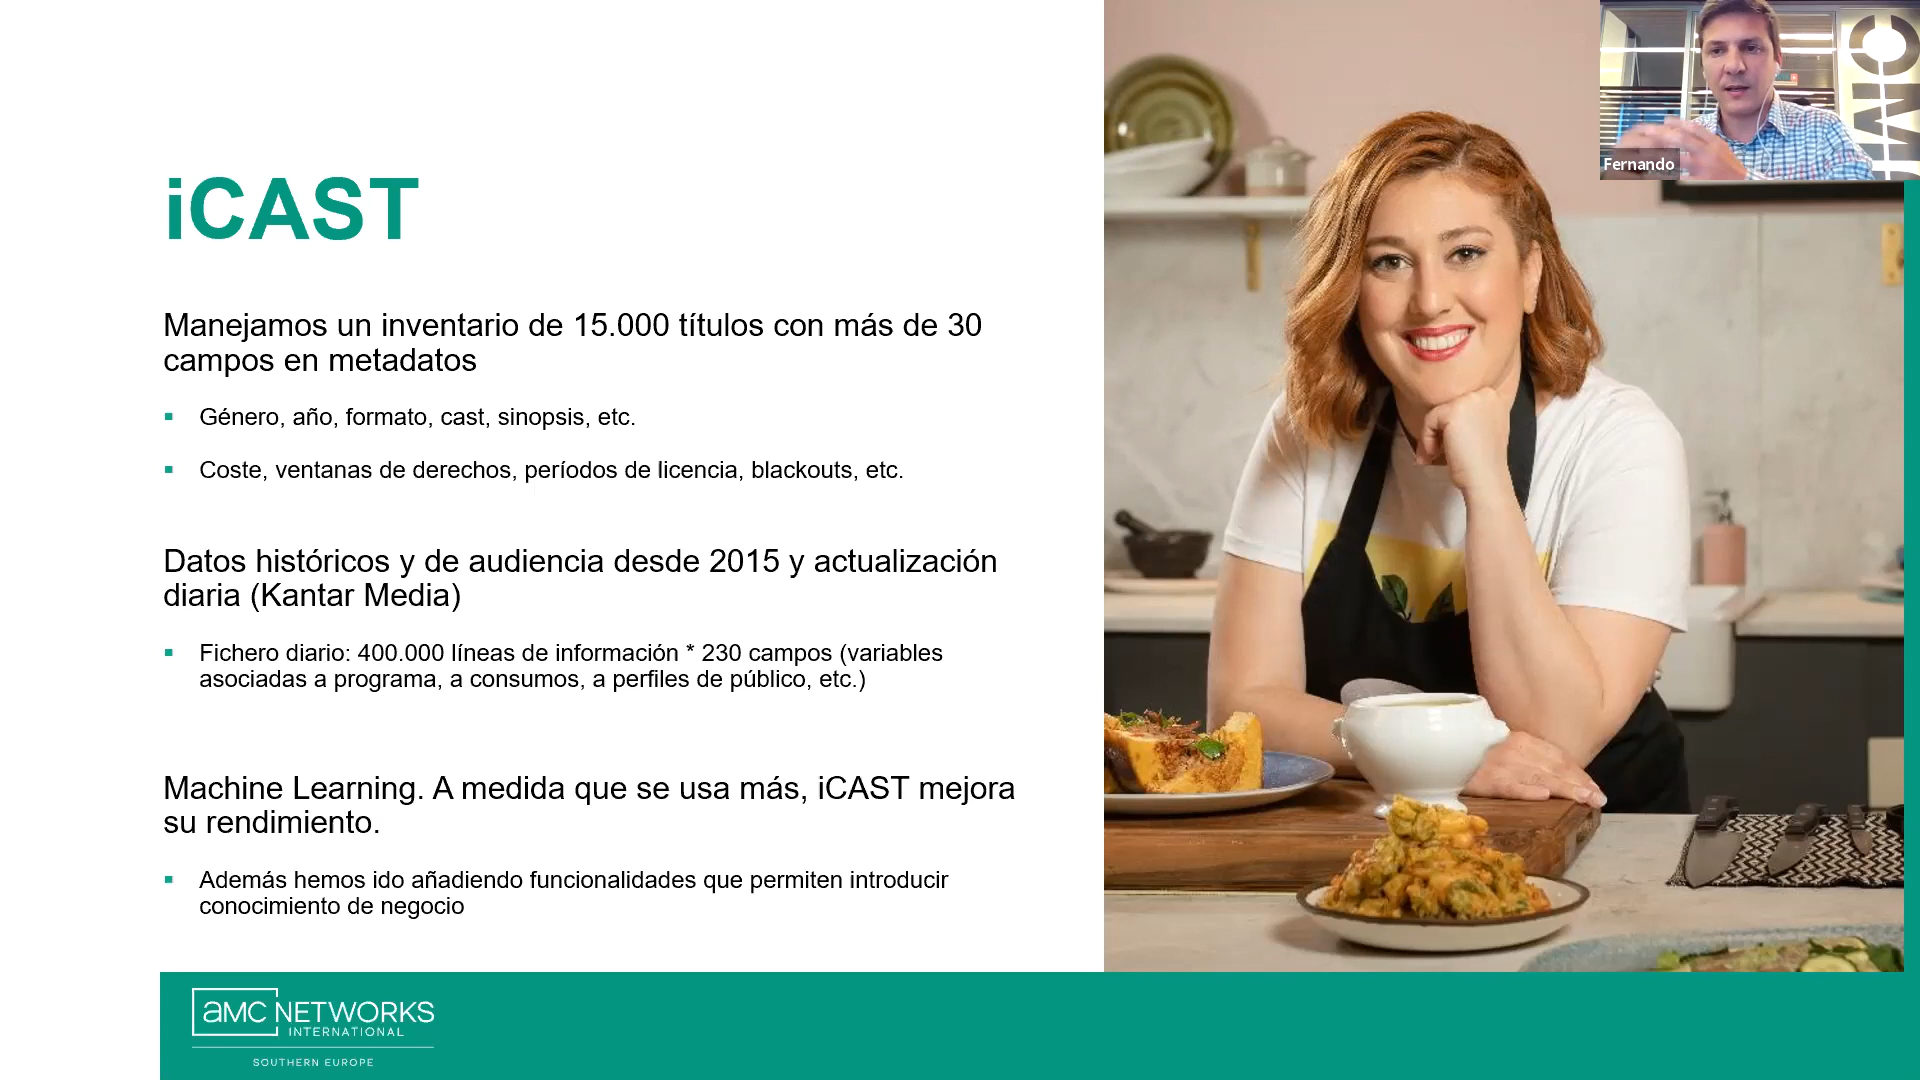 iCAST
Manejamos un inventario de 15.000 títulos con más de 30
campos en metadatos
Género, año, formato, cast, sinopsis, etc.
Coste, ventanas de derechos, períodos de licencia, blackouts, etc.
Datos históricos y de audiencia desde 2015 y actualización
diaria (Kantar Media)
Fichero diario: 400.000 líneas de información * 230 campos (variables
asociadas a programa, a consumos, a perfiles de público, etc.)
Machine Learning. A medida que se usa más, iCAST mejora
su rendimiento.
Además hemos ido añadiendo funcionalidades que permiten introducir
conocimiento de negocio
aMC NETWORKS
INTERNATIONAL
SOUTHERN EUROPE
Fernando